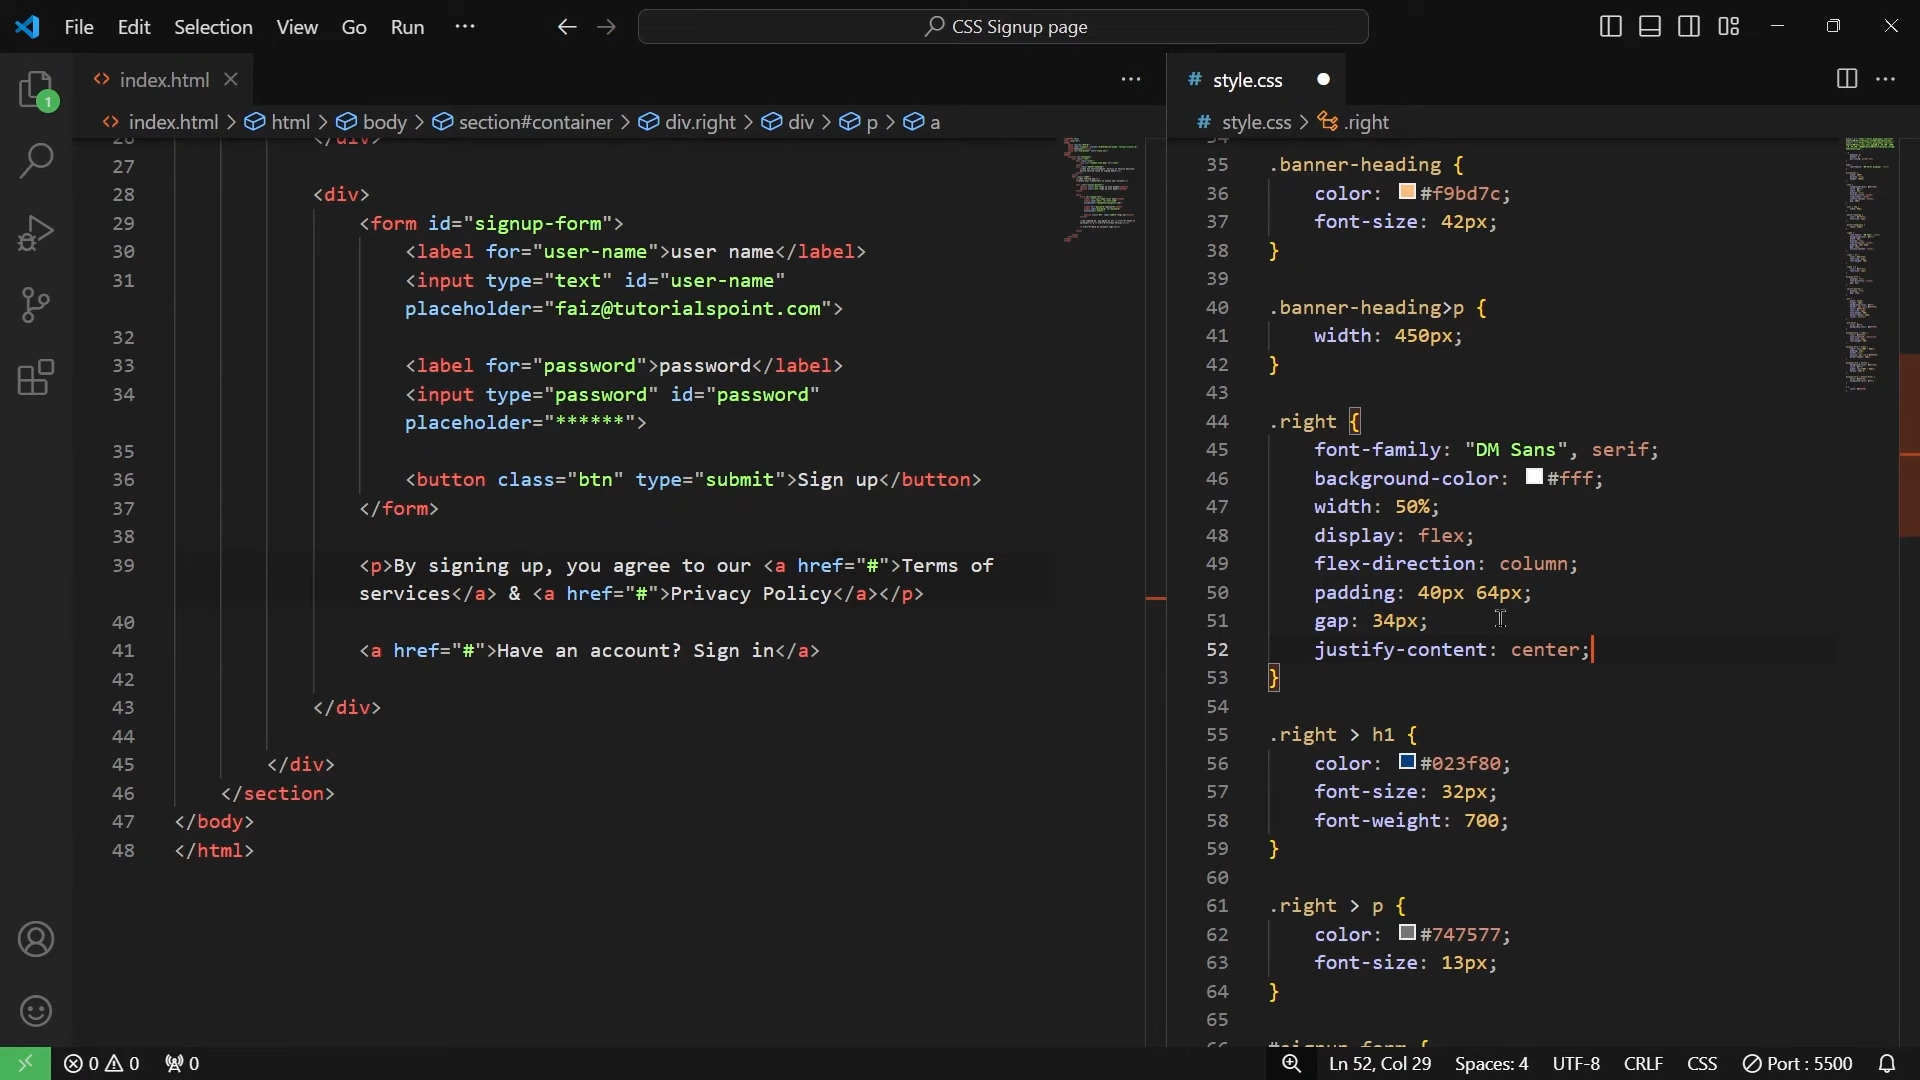 File Edit Selection View Go Run ··· CSS Signup page
index.html
# style.css
index.html > html > body > section#container > div.right > div > p > a
# style.css > .right
1
27
28 <div>
29 <form id="signup-form">
30 <label for="user-name">user name</label>
31 <input type="text" id="user-name"
placeholder="faiz@tutorialspoint.com">
32
33 <label for="password">password</label>
34 <input type="password" id="password"
placeholder="******">
35
36 <button class="btn" type="submit">Sign up</button>
37 </form>
38
39 <p>By signing up, you agree to our <a href="#">Terms of
services</a> & <a href="#">Privacy Policy</a></p>
40
41 <a href="#">Have an account? Sign in</a>
42
43 </div>
44
45 </div>
46 </section>
47 </body>
48 </html>
35 .banner-heading {
36 color: #f9bd7c;
37 font-size: 42px;
38 }
39
40 .banner-heading>p {
41 width: 450px;
42 }
43
44 .right {
45 font-family: "DM Sans", serif;
46 background-color: #fff;
47 width: 50%;
48 display: flex;
49 flex-direction: column;
50 padding: 40px 64px;
51 gap: 34px;
52 justify-content: center;
53 }
54
55 .right > h1 {
56 color: #023f80;
57 font-size: 32px;
58 font-weight: 700;
59 }
60
61 .right > p {
62 color: #747577;
63 font-size: 13px;
64 }
65
0 0 0 Ln 52, Col 29 Spaces: 4 UTF-8 CRLF CSS Port : 5500